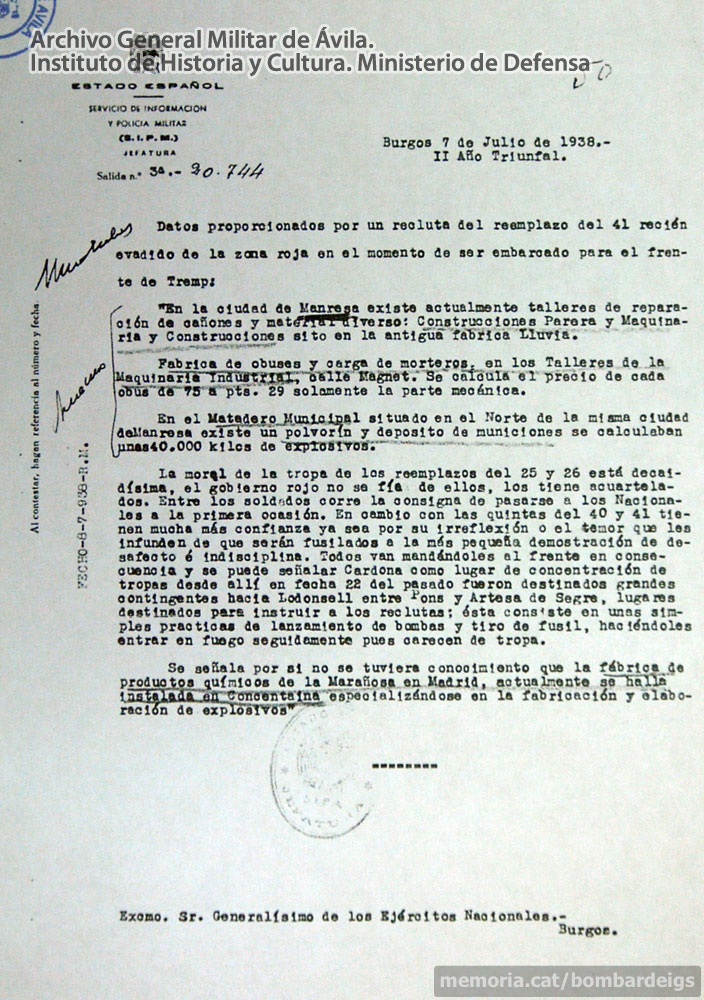 AVILA
Archivo General Militar de Ávila.
Instituto de Historia y Cultura. Ministerio de Defensa
50
ESTADO ESPAÑOL
SERVICIO DE INFORMACION
Y POLICIA MILITAR
(S.I.P.M.)
JEFATURA
Salida n.º 3ª.- 20.744
Burgos 7 de Julio de 1938.-
II Año Triunfal.
Datos proporcionados por un recluta del reemplazo del 41 recién
evadido de la zona roja en el momento de ser embarcado para el fren-
te de Tremp:
"En la ciudad de Manresa existe actualmente talleres de repara-
ción de cañones y material diverso: Construcciones Parera y Maquina-
ria y Construcciones sito en la antigua fábrica Lluvia.
Fabrica de obuses y carga de morteros, en los Talleres de la
Maquinaria Industrial, calle Magnet. Se calcula el precio de cada
obus de 75 a pts. 29 solamente la parte mecánica.
En el Matadero Municipal situado en el Norte de la misma ciudad
deManresa existe un polvorín y deposito de municiones se calculaban
unas40.000 kilos de explosivos.
La moral de la tropa de los reemplazos del 25 y 26 está decai-
dísima, el gobierno rojo no se fía de ellos, los tiene acuartela-
dos. Entre los soldados corre la consigna de pasarse a los Naciona-
les a la primera ocasión. En cambio con las quintas del 40 y 41 tie-
nen mucha más confianza ya sea por su irreflexión o el temor que les
infunden de que serán fusilados a la más pequeña demostración de de-
safecto é indisciplina. Todos van mandándoles al frente en conse-
cuencia y se puede señalar Cardona como lugar de concentración de
tropas desde allí en fecha 22 del pasado fueron destinados grandes
contingentes hacia Lodonsell entre Pons y Artesa de Segre, lugares
destinados para instruir a los reclutas; ésta consiste en unas sim-
ples practicas de lanzamiento de bombas y tiro de fusil, haciéndoles
entrar en fuego seguidamente pues carecen de tropa.
Se señala por si no se tuviera conocimiento que la fábrica de
productos químicos de la Marañosa en Madrid, actualmente se halla
instalada en Concentaina especializándose en la fabricación y elabo-
ración de explosivos"
--------
JEFATURA
Excmo. Sr. Generalísimo de los Ejércitos Nacionales.-
Burgos.
Al contestar, hagan referencia al número y fecha.
FECHO-8-7-938-R.M.
memoria.cat/bombardeigs